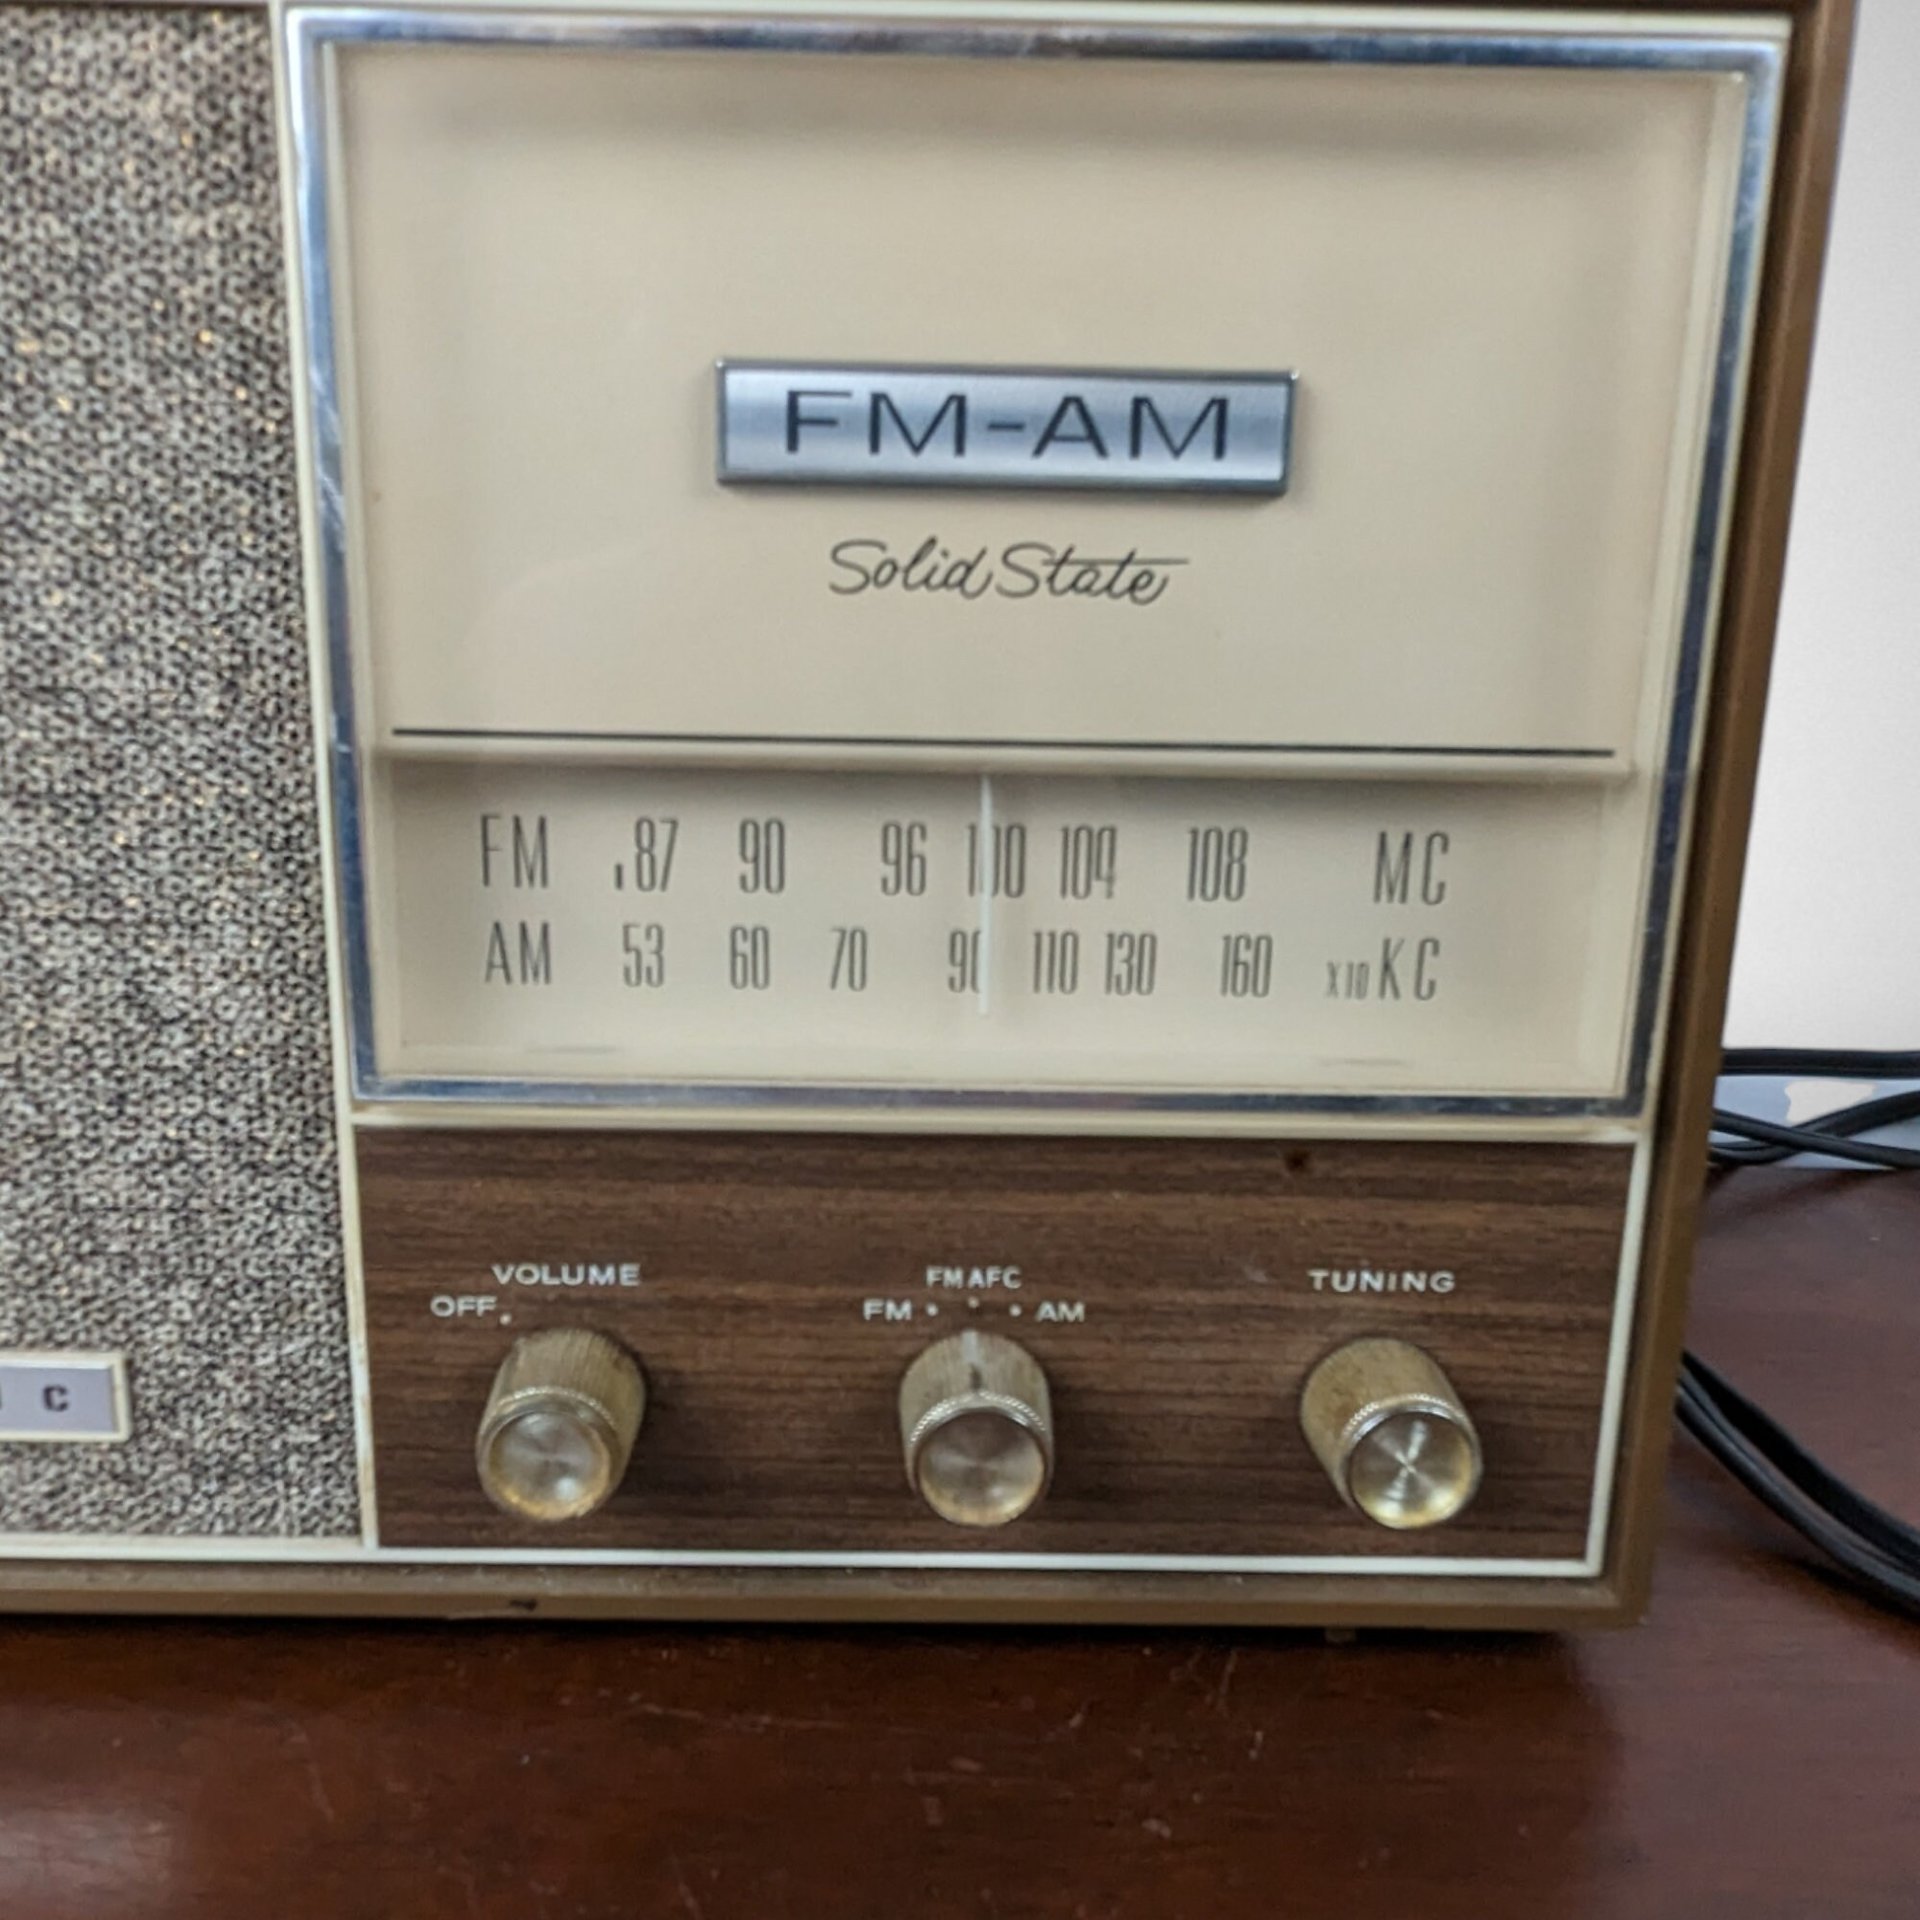 FM-AM
Solid State
FM .87 90 96 100 104 108 MC
AM 53 60 70 90 110 130 160 X10 KC
VOLUME
OFF.
FM AFC
FM • • • AM
TUNING
C